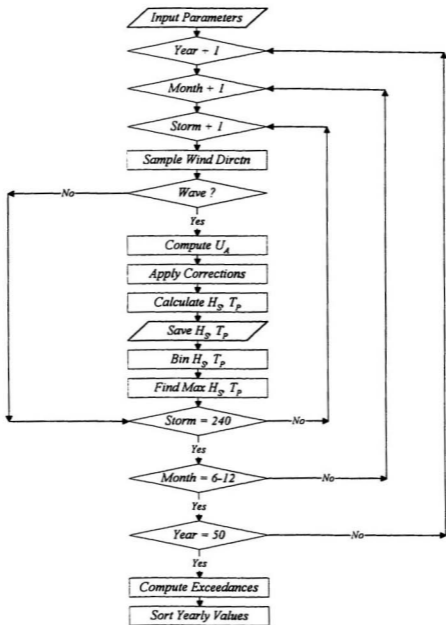 Input Parameters
Year + 1
Month + 1
Storm + 1
Sample Wind Dirctn
Wave ?
No
Yes
Compute U_A
Apply Corrections
Calculate H_S, T_P
Save H_S, T_P
Bin H_S, T_P
Find Max H_S, T_P
Storm = 240
No
Yes
Month = 6-12
No
Yes
Year = 50
No
Yes
Compute Exceedances
Sort Yearly Values